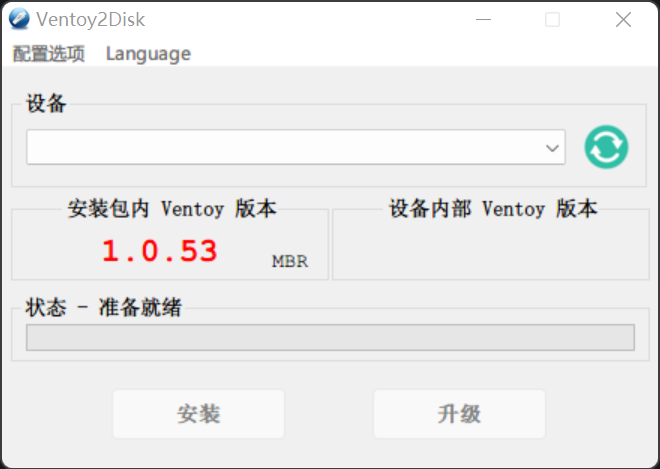 Ventoy2Disk
配置选项 Language
设备
安装包内 Ventoy 版本 设备内部 Ventoy 版本
1.0.53 MBR
状态 - 准备就绪
安装 升级